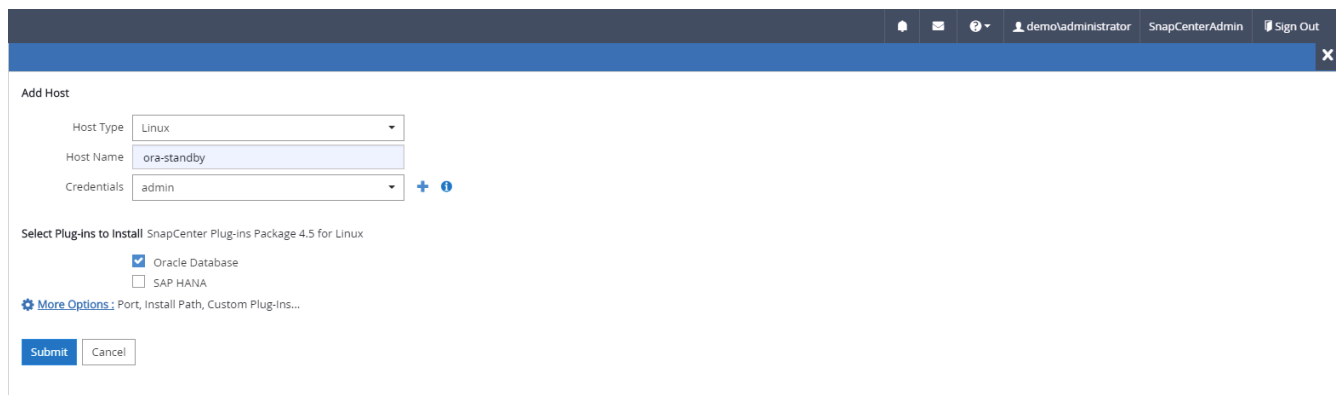 demo\administrator SnapCenterAdmin Sign Out
Add Host
Host Type Linux
Host Name ora-standby
Credentials admin
Select Plug-ins to Install SnapCenter Plug-ins Package 4.5 for Linux
Oracle Database
SAP HANA
More Options : Port, Install Path, Custom Plug-Ins...
Submit Cancel